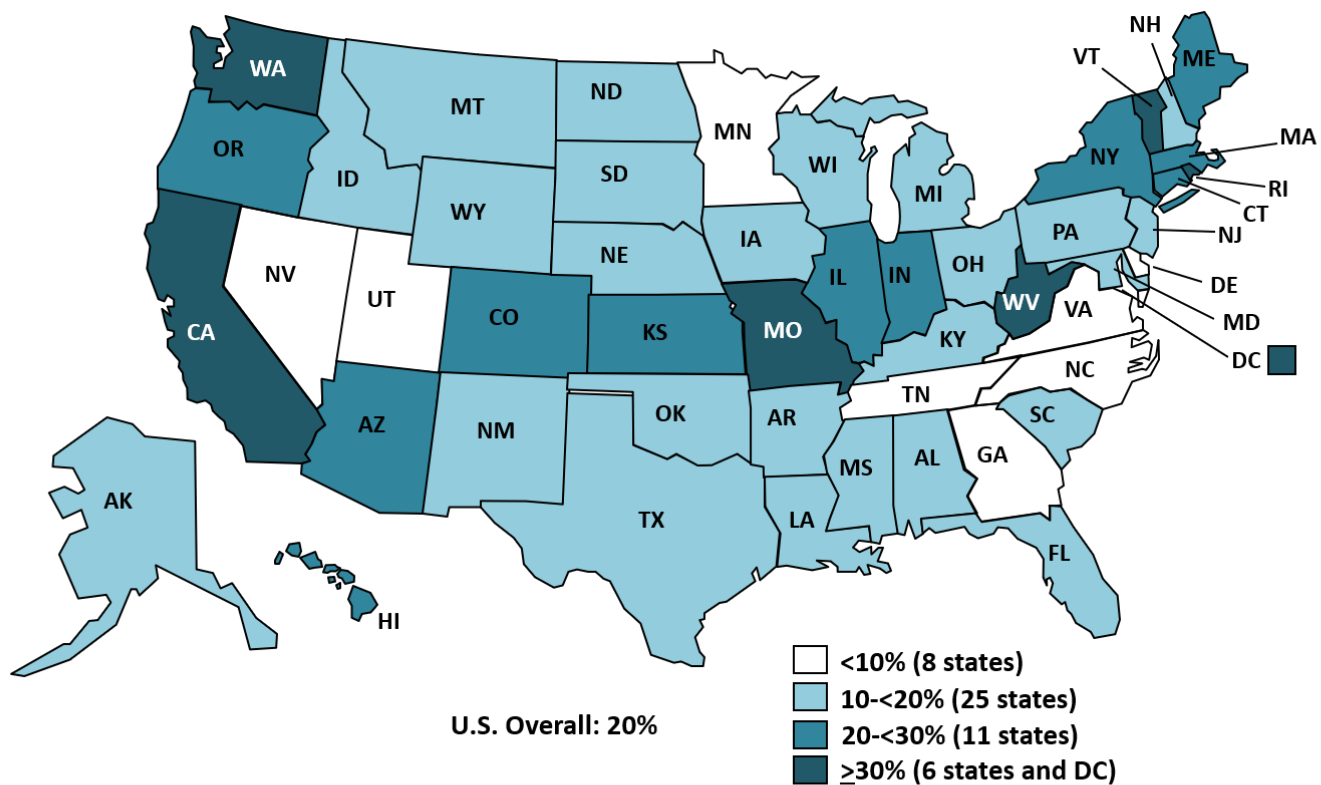 NH
VT
ME
WA
MT
ND
MN
MA
OR
ID
SD
WI
MI
NY
RI
WY
CT
IA
PA
NJ
NE
NV
OH
IL
IN
UT
DE
WV
VA
CO
CA
MO
KS
KY
MD
DC
NC
TN
AZ
NM
OK
AR
SC
MS
AL
GA
AK
TX
LA
FL
HI
<10% (8 states)
10-<20% (25 states)
U.S. Overall: 20%
20-<30% (11 states)
≥30% (6 states and DC)